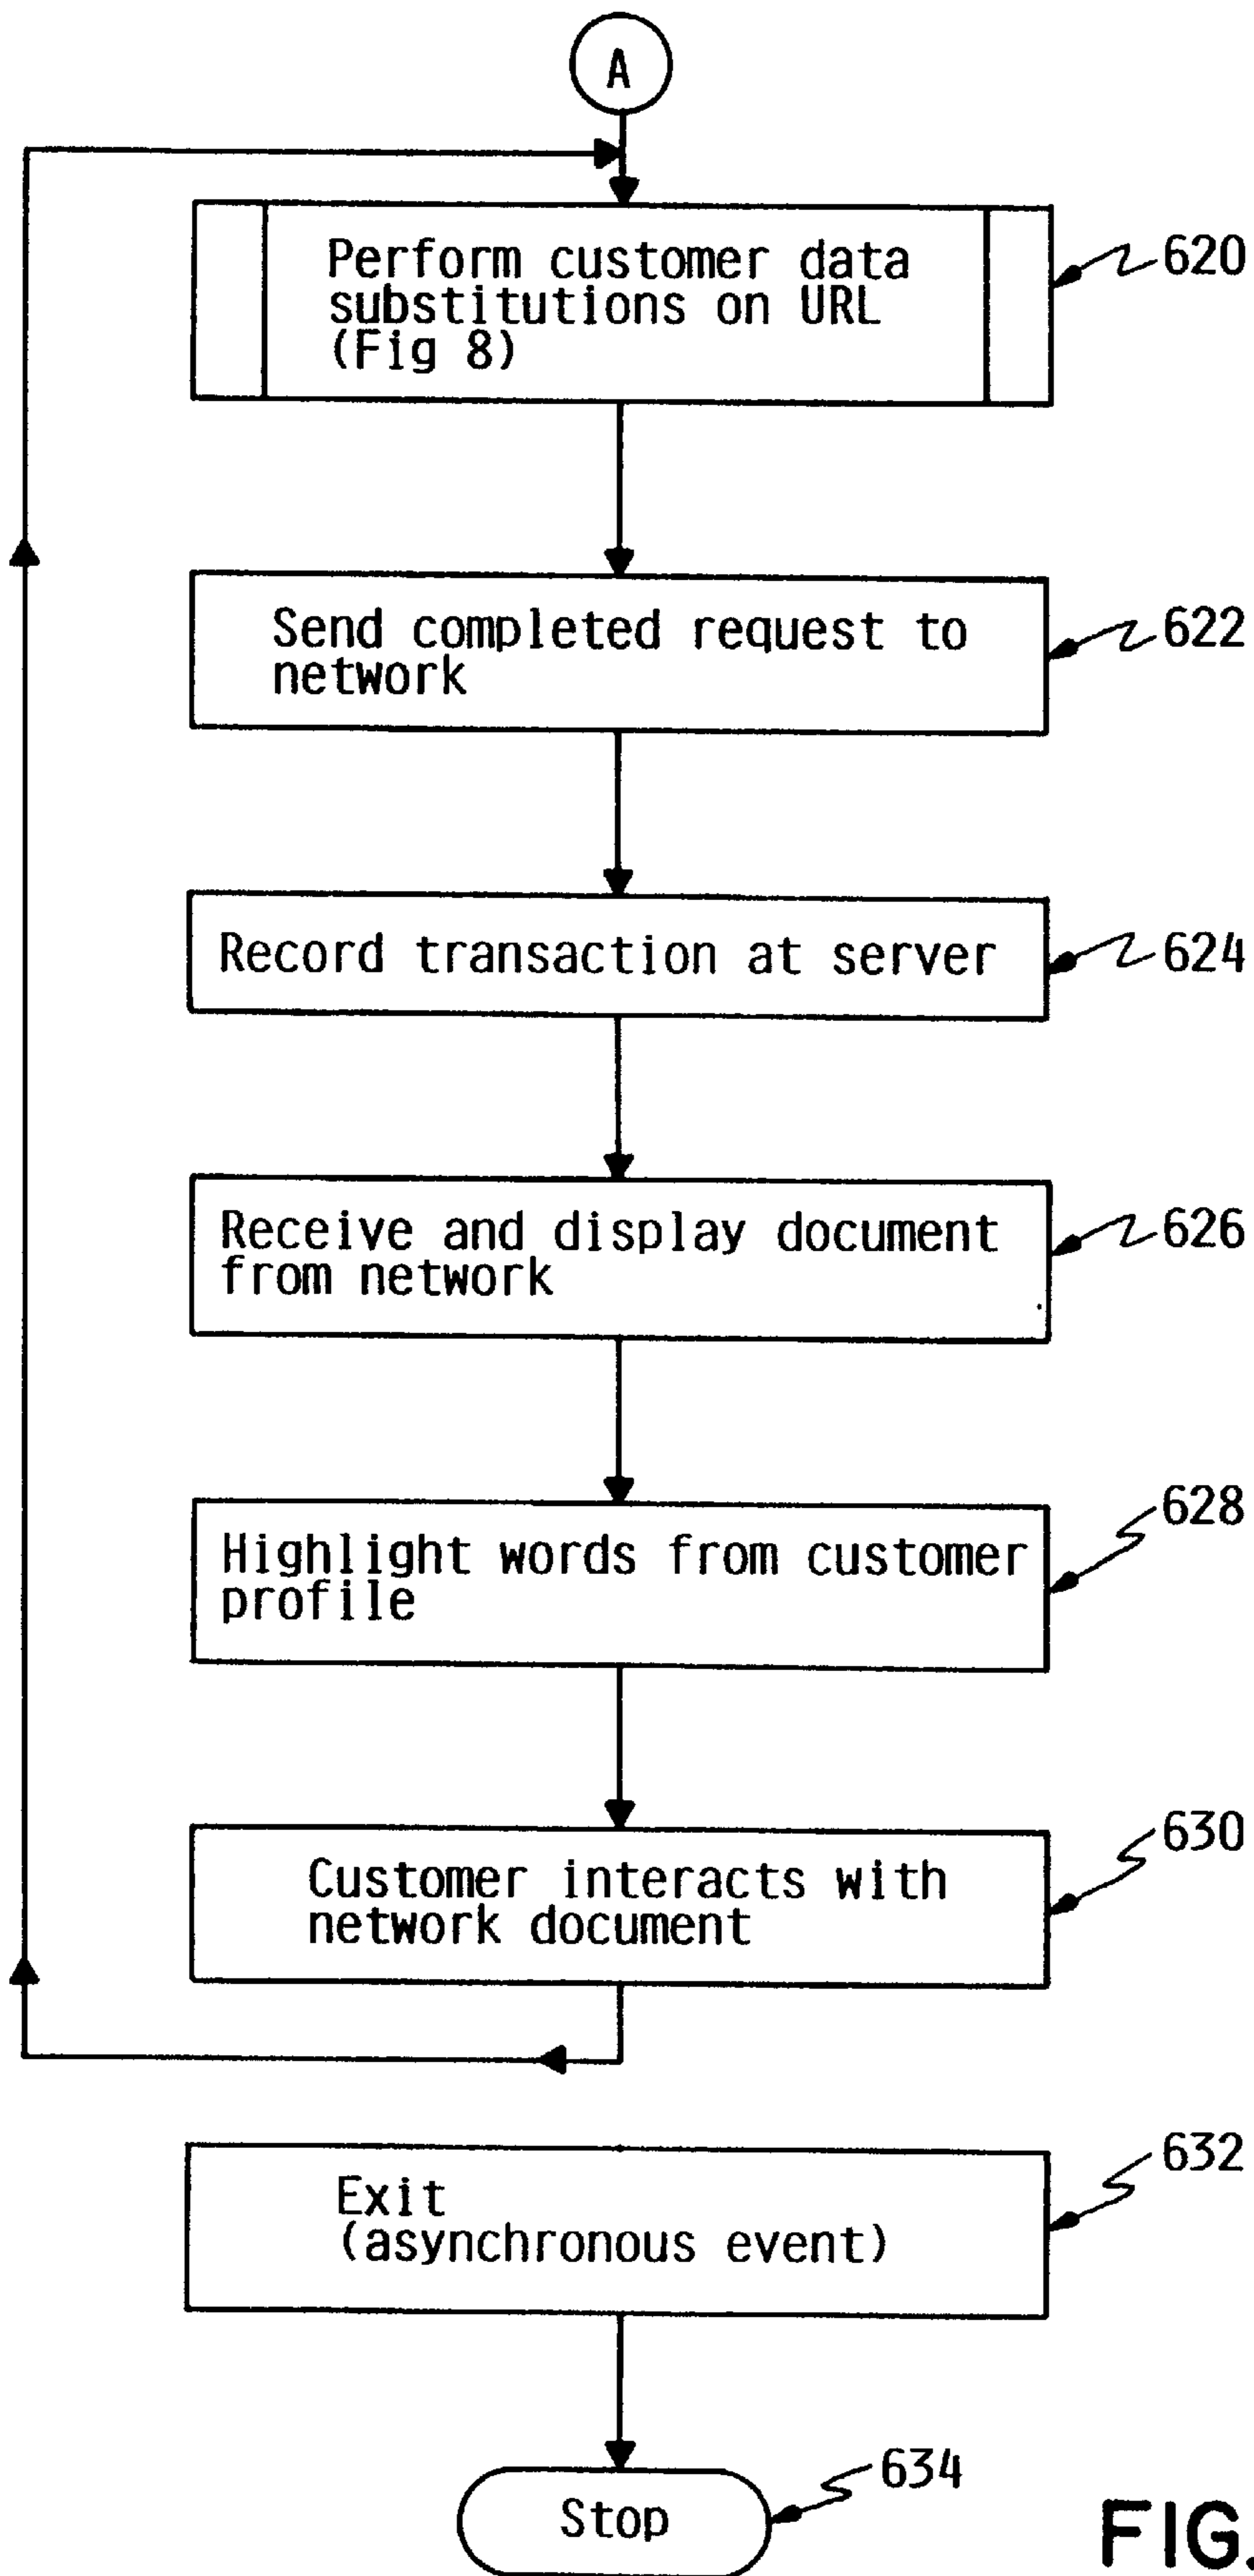 A
Perform customer data
substitutions on URL
(Fig 8)
620
Send completed request to
network
622
Record transaction at server
624
Receive and display document
from network
626
Highlight words from customer
profile
628
Customer interacts with
network document
630
Exit
(asynchronous event)
632
Stop
634
FIG.